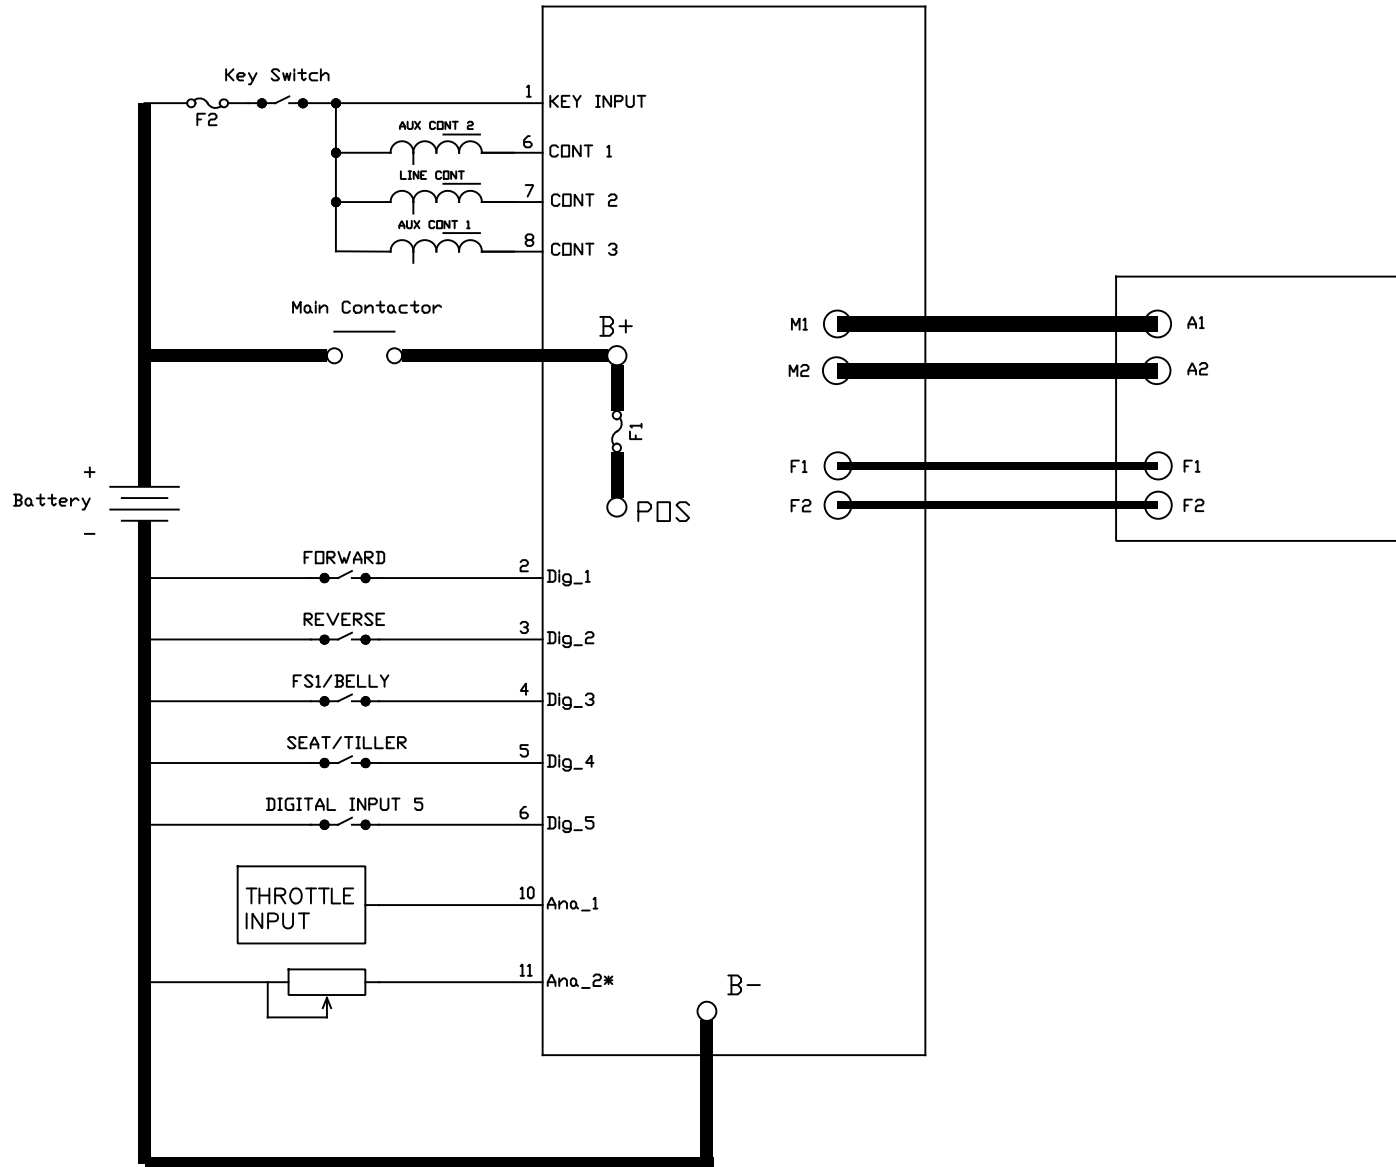 Key Switch
F2
1
KEY INPUT
AUX CONT 2
6
CONT 1
LINE CONT
7
CONT 2
AUX CONT 1
8
CONT 3
Main Contactor
B+
F1
POS
M1
A1
M2
A2
F1
F1
F2
F2
+
Battery
-
FORWARD
2
Dig_1
REVERSE
3
Dig_2
FS1/BELLY
4
Dig_3
SEAT/TILLER
5
Dig_4
DIGITAL INPUT 5
6
Dig_5
THROTTLE
INPUT
10
Ana_1
11
Ana_2*
B-